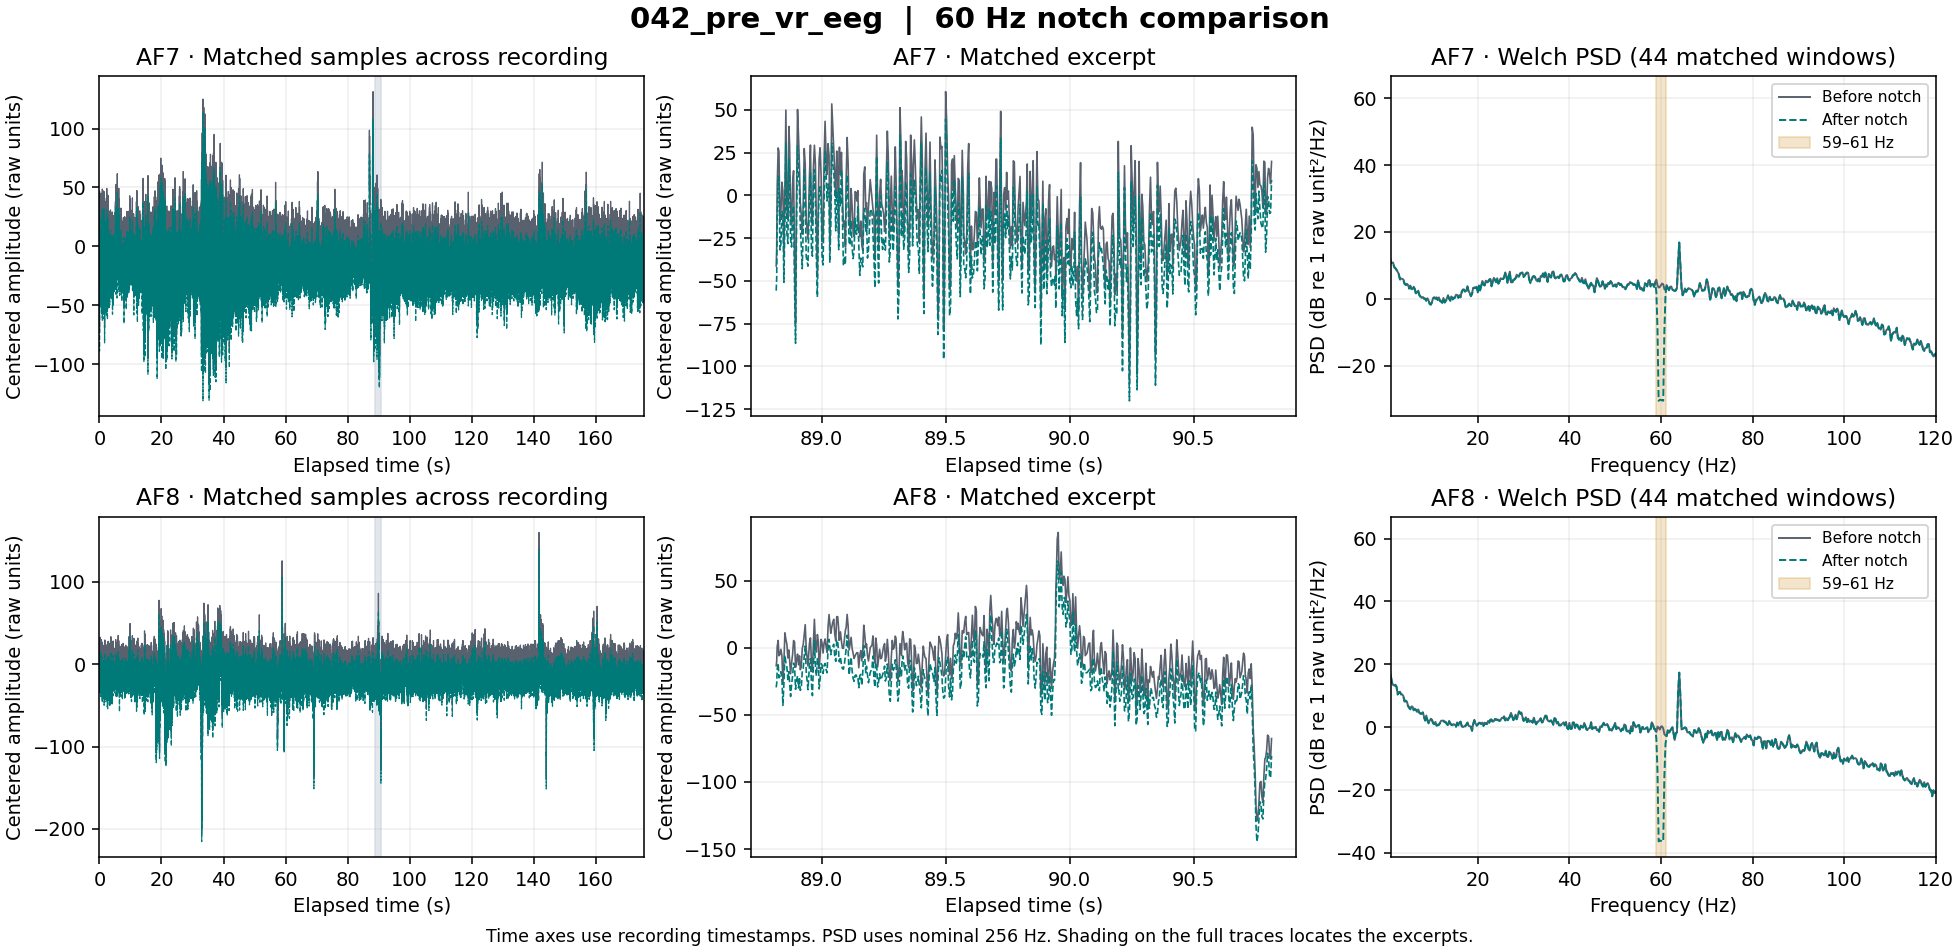 042_pre_vr_eeg  |  60 Hz notch comparison
AF7 · Matched samples across recording
Centered amplitude (raw units)
100
50
0
−50
−100
0 20 40 60 80 100 120 140 160
Elapsed time (s)
AF7 · Matched excerpt
Centered amplitude (raw units)
50
25
0
−25
−50
−75
−100
−125
89.0 89.5 90.0 90.5
Elapsed time (s)
AF7 · Welch PSD (44 matched windows)
PSD (dB re 1 raw unit²/Hz)
60
40
20
0
−20
Before notch
After notch
59–61 Hz
20 40 60 80 100 120
Frequency (Hz)
AF8 · Matched samples across recording
Centered amplitude (raw units)
100
0
−100
−200
0 20 40 60 80 100 120 140 160
Elapsed time (s)
AF8 · Matched excerpt
Centered amplitude (raw units)
50
0
−50
−100
−150
89.0 89.5 90.0 90.5
Elapsed time (s)
AF8 · Welch PSD (44 matched windows)
PSD (dB re 1 raw unit²/Hz)
60
40
20
0
−20
−40
Before notch
After notch
59–61 Hz
20 40 60 80 100 120
Frequency (Hz)
Time axes use recording timestamps. PSD uses nominal 256 Hz. Shading on the full traces locates the excerpts.